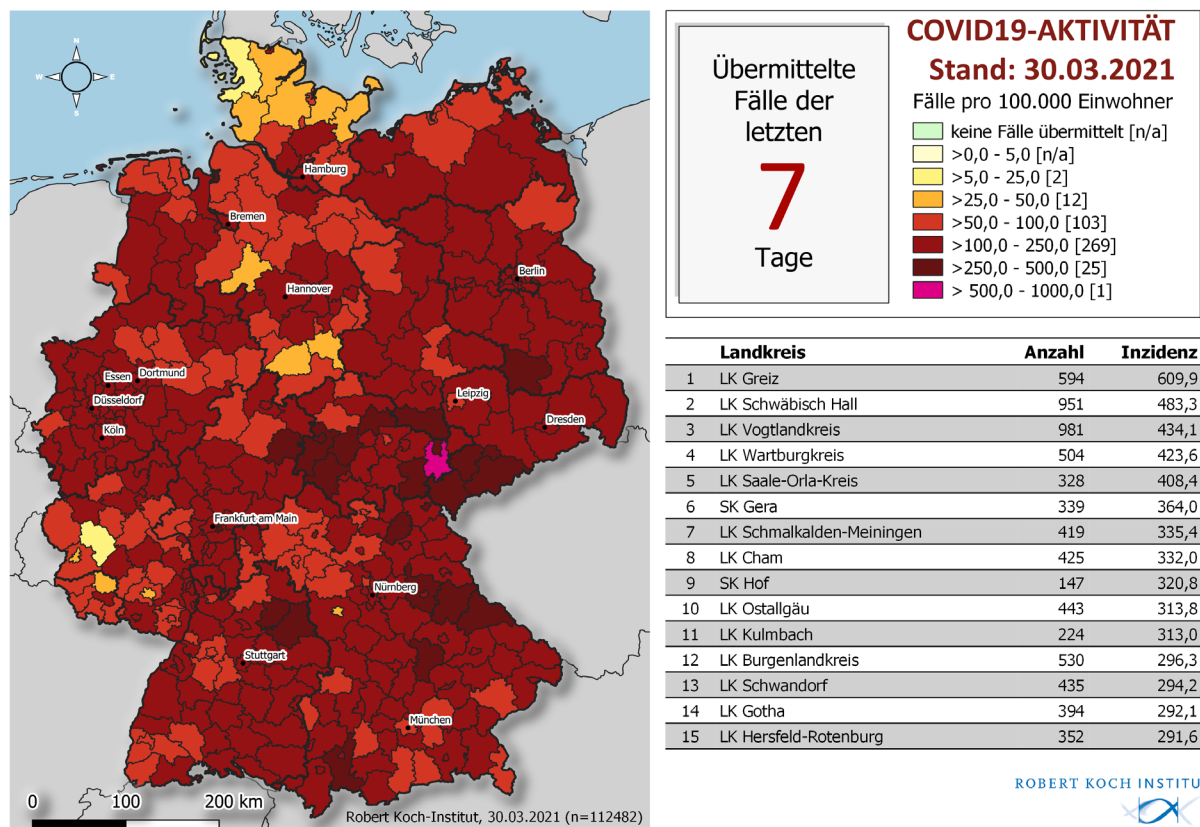 N
W
E
S
Hamburg
Bremen
Berlin
Hannover
Essen
Dortmund
Düsseldorf
Köln
Leipzig
Dresden
Frankfurt am Main
Nürnberg
Stuttgart
München
0 100 200 km
Robert Koch-Institut, 30.03.2021 (n=112482)
Übermittelte
Fälle der
letzten
7
Tage
COVID19-AKTIVITÄT
Stand: 30.03.2021
Fälle pro 100.000 Einwohner
keine Fälle übermittelt [n/a]
>0,0 - 5,0 [n/a]
>5,0 - 25,0 [2]
>25,0 - 50,0 [12]
>50,0 - 100,0 [103]
>100,0 - 250,0 [269]
>250,0 - 500,0 [25]
> 500,0 - 1000,0 [1]
Landkreis Anzahl Inzidenz
1 LK Greiz 594 609,9
2 LK Schwäbisch Hall 951 483,3
3 LK Vogtlandkreis 981 434,1
4 LK Wartburgkreis 504 423,6
5 LK Saale-Orla-Kreis 328 408,4
6 SK Gera 339 364,0
7 LK Schmalkalden-Meiningen 419 335,4
8 LK Cham 425 332,0
9 SK Hof 147 320,8
10 LK Ostallgäu 443 313,8
11 LK Kulmbach 224 313,0
12 LK Burgenlandkreis 530 296,3
13 LK Schwandorf 435 294,2
14 LK Gotha 394 292,1
15 LK Hersfeld-Rotenburg 352 291,6
ROBERT KOCH INSTITU